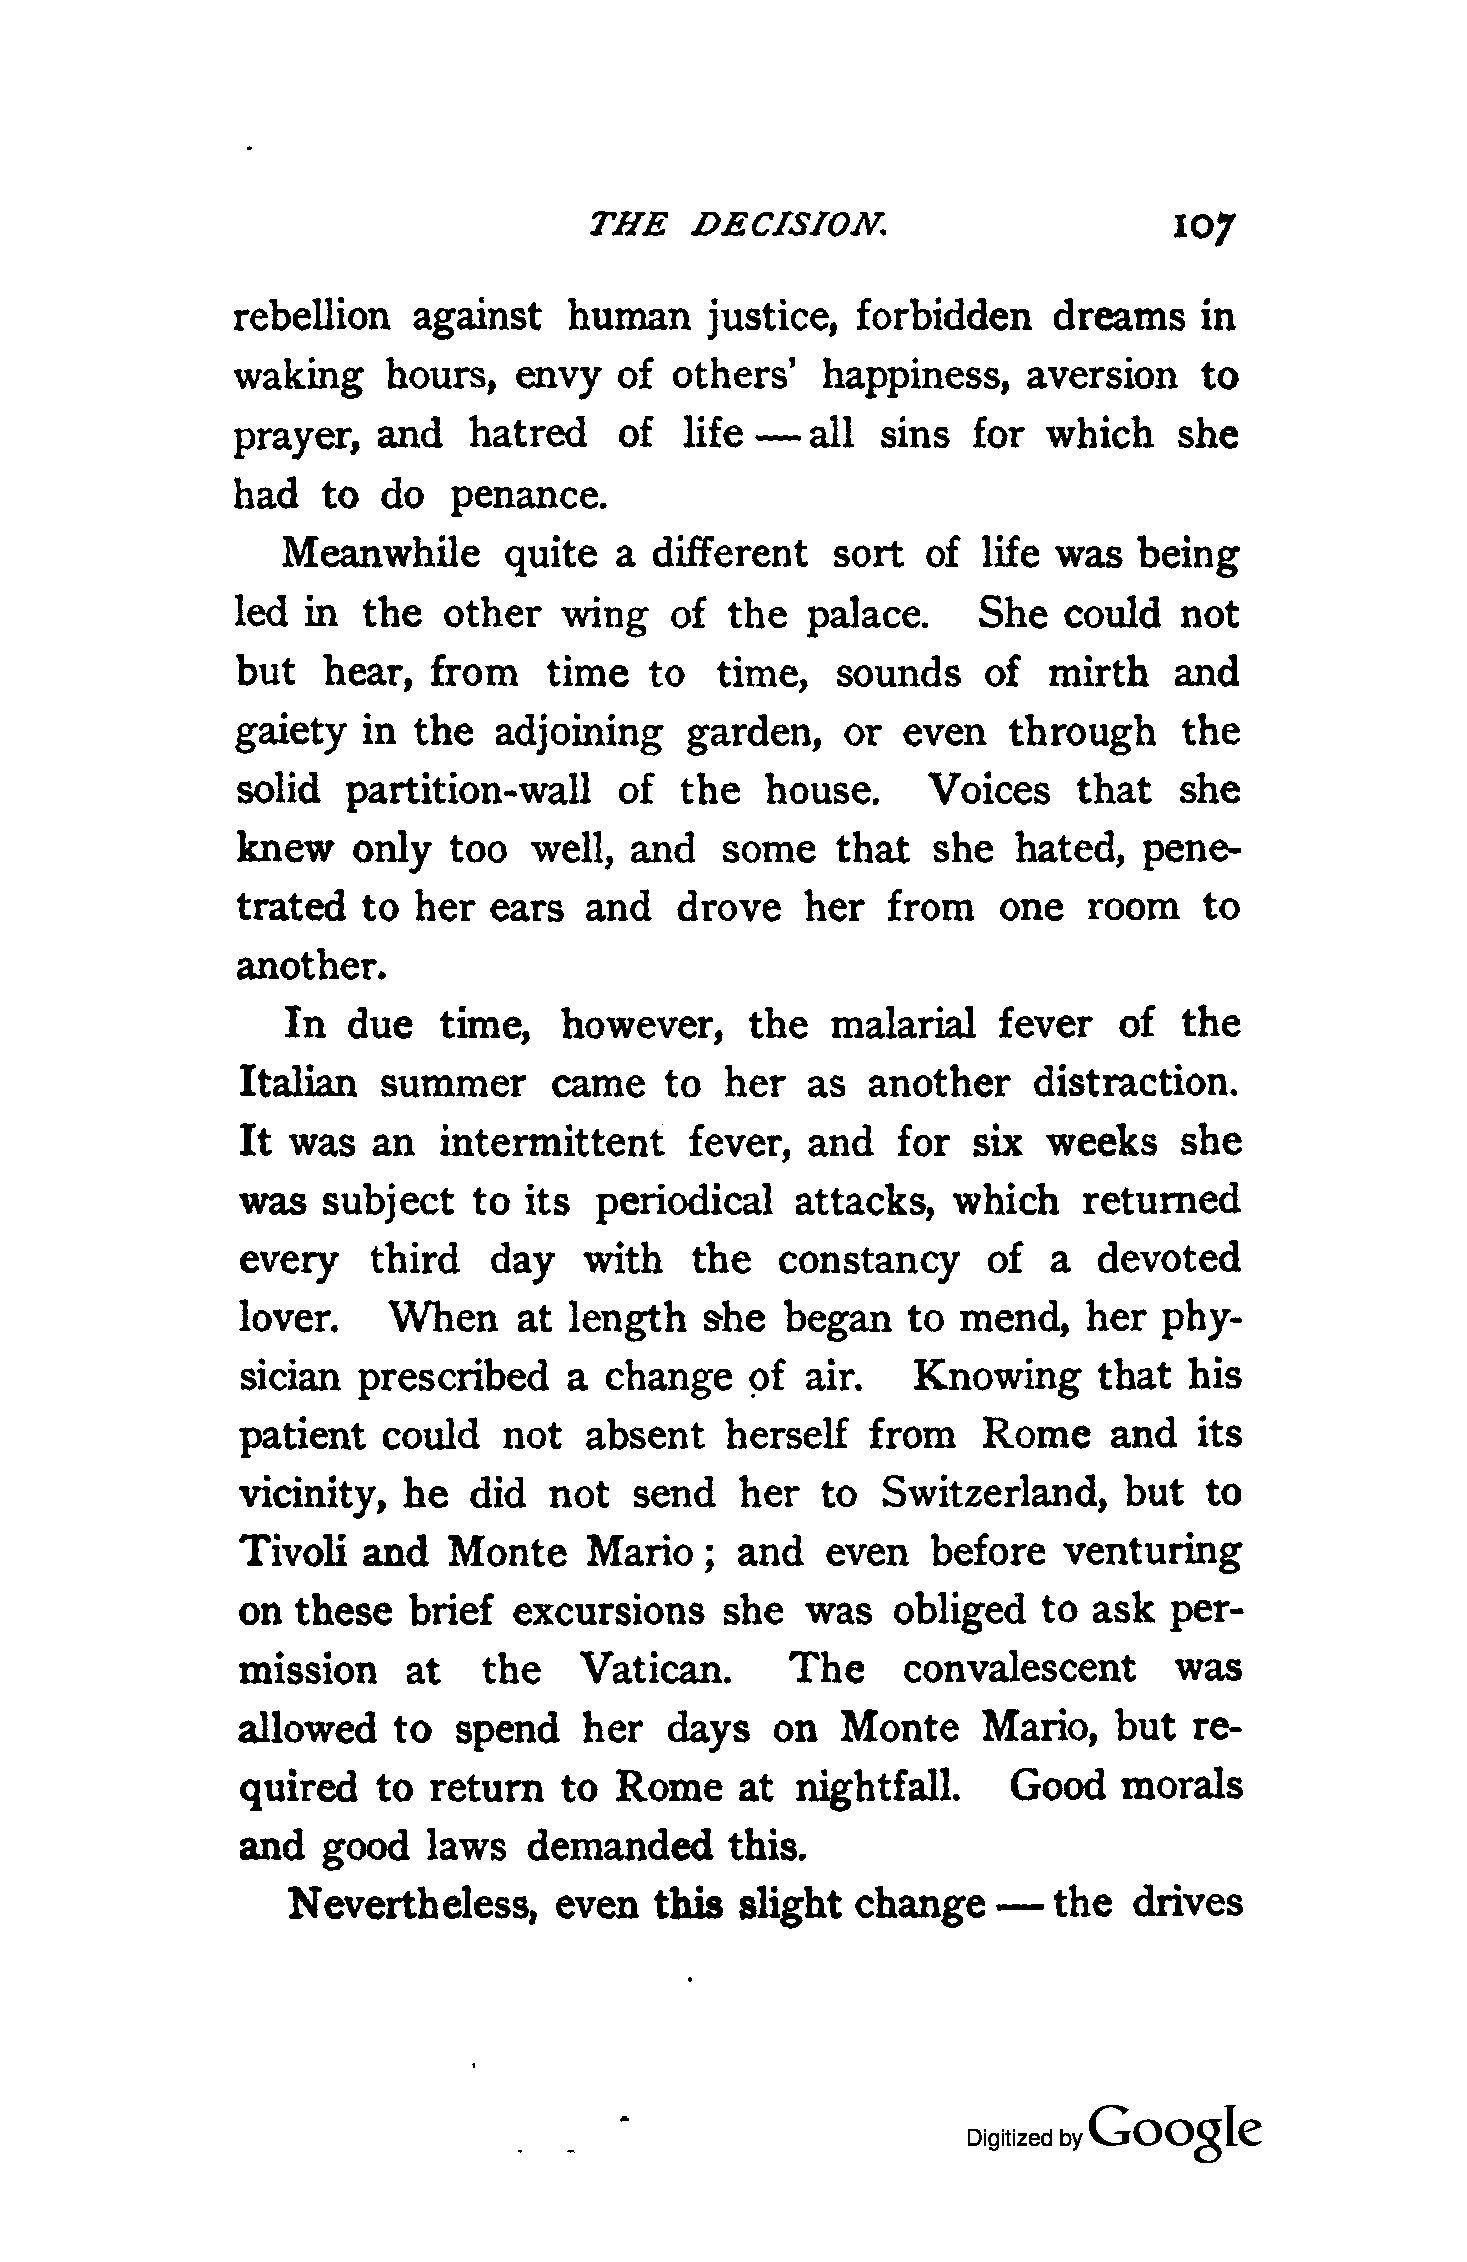 THE DECISION. 107
rebellion against human justice, forbidden dreams in
waking hours, envy of others' happiness, aversion to
prayer, and hatred of life — all sins for which she
had to do penance.
Meanwhile quite a different sort of life was being
led in the other wing of the palace. She could not
but hear, from time to time, sounds of mirth and
gaiety in the adjoining garden, or even through the
solid partition-wall of the house. Voices that she
knew only too well, and some that she hated, pene-
trated to her ears and drove her from one room to
another.
In due time, however, the malarial fever of the
Italian summer came to her as another distraction.
It was an intermittent fever, and for six weeks she
was subject to its periodical attacks, which returned
every third day with the constancy of a devoted
lover. When at length she began to mend, her phy-
sician prescribed a change of air. Knowing that his
patient could not absent herself from Rome and its
vicinity, he did not send her to Switzerland, but to
Tivoli and Monte Mario ; and even before venturing
on these brief excursions she was obliged to ask per-
mission at the Vatican. The convalescent was
allowed to spend her days on Monte Mario, but re-
quired to return to Rome at nightfall. Good morals
and good laws demanded this.
Nevertheless, even this slight change — the drives
Digitized by Google